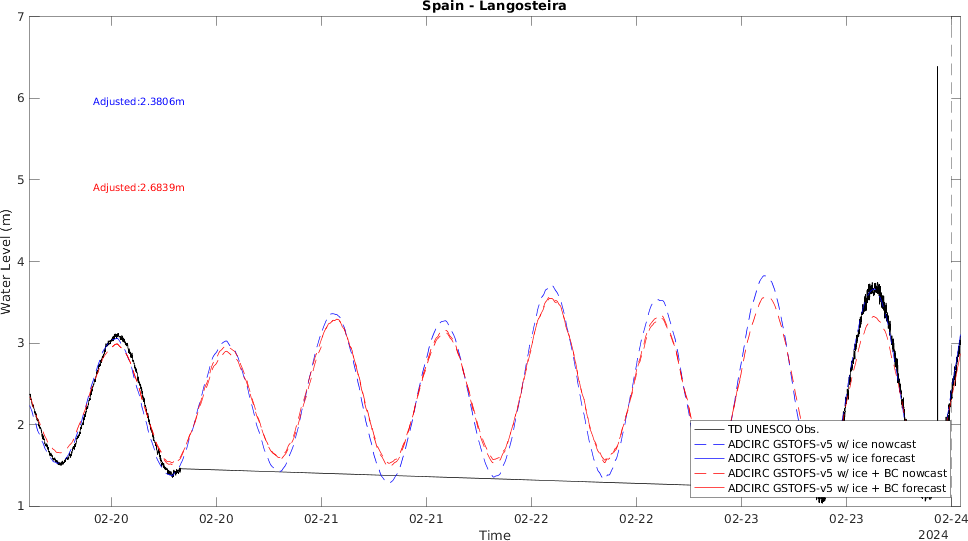 Spain - Langosteira
7
6
5
4
3
2
1
Water Level (m)
Adjusted:2.3806m
Adjusted:2.6839m
TD UNESCO Obs.
ADCIRC GSTOFS-v5 w/ ice nowcast
ADCIRC GSTOFS-v5 w/ ice forecast
ADCIRC GSTOFS-v5 w/ ice + BC nowcast
ADCIRC GSTOFS-v5 w/ ice + BC forecast
02-20 02-20 02-21 02-21 02-22 02-22 02-23 02-23 02-24
Time
2024